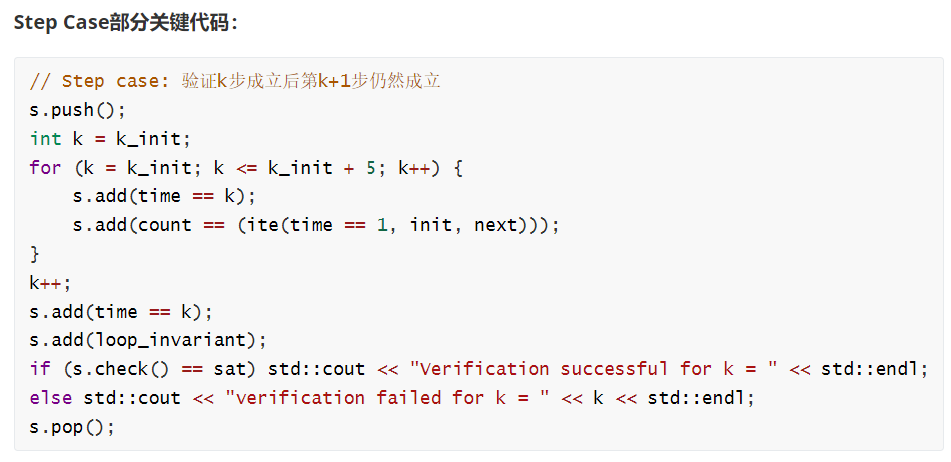 Step Case部分关键代码：
// Step case: 验证k步成立后第k+1步仍然成立
s.push();
int k = k_init;
for (k = k_init; k <= k_init + 5; k++) {
    s.add(time == k);
    s.add(count == (ite(time == 1, init, next)));
}
k++;
s.add(time == k);
s.add(loop_invariant);
if (s.check() == sat) std::cout << "Verification successful for k = " << std::endl;
else std::cout << "verification failed for k = " << k << std::endl;
s.pop();